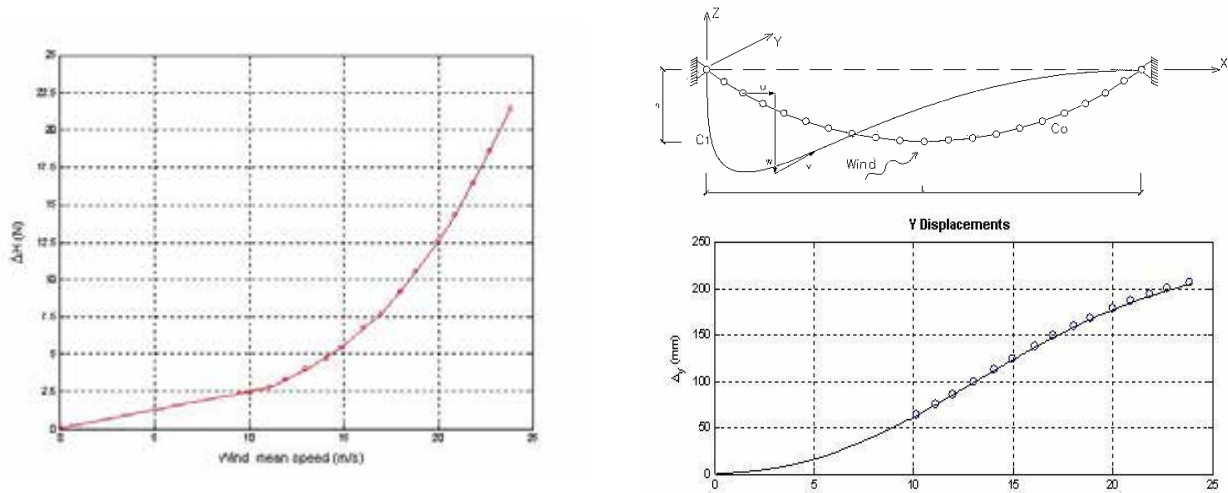 25
22.5
20
17.5
15
12.5
10
7.5
5
2.5
0
ΔH (N)
0 5 10 15 20 25
Wind mean speed (m/s)
Z
Y
X
u
C1
w
v
Wind
Co
L
Y Displacements
250
200
150
100
50
0
Δy (mm)
0 5 10 15 20 25